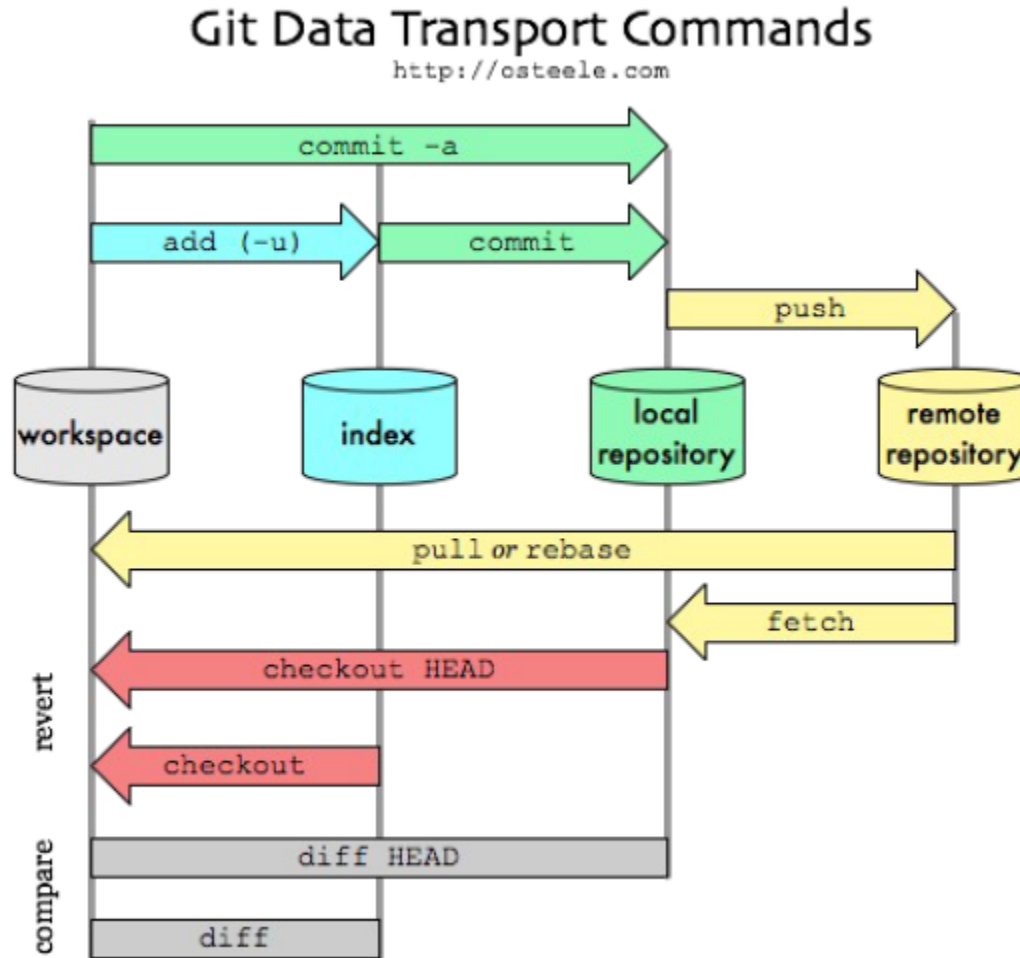 Git Data Transport Commands
http://osteele.com
commit -a
add (-u)
commit
push
workspace
index
local
repository
remote
repository
pull or rebase
fetch
revert
checkout HEAD
checkout
compare
diff HEAD
diff